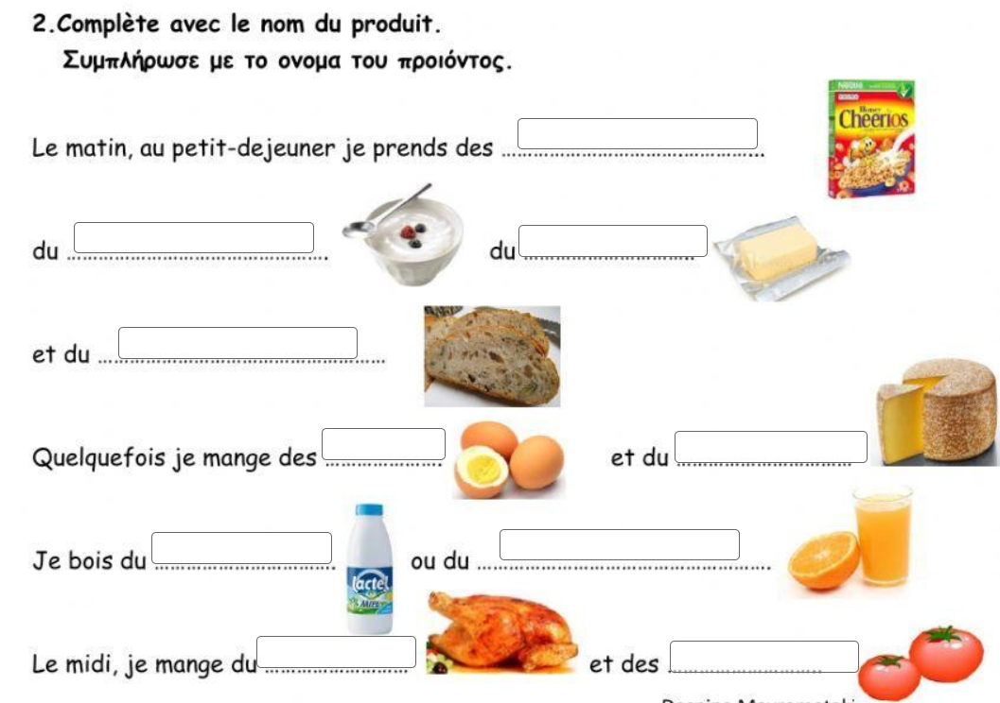 2.Complète avec le nom du produit.
Συμπλήρωσε με το ονομα του προιόντος.
Nestlé
Honey
Cheerios
Le matin, au petit-dejeuner je prends des ...
du ... du ...
et du ...
Quelquefois je mange des ... et du ...
Je bois du ... ou du ...
lactel
Le midi, je mange du ... et des ...